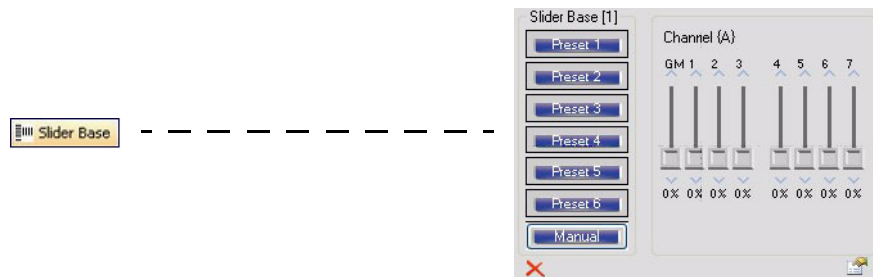 Slider Base
Slider Base [1]
Preset 1
Preset 2
Preset 3
Preset 4
Preset 5
Preset 6
Manual
Channel {A}
GM 1 2 3 4 5 6 7
0% 0% 0% 0% 0% 0% 0% 0%